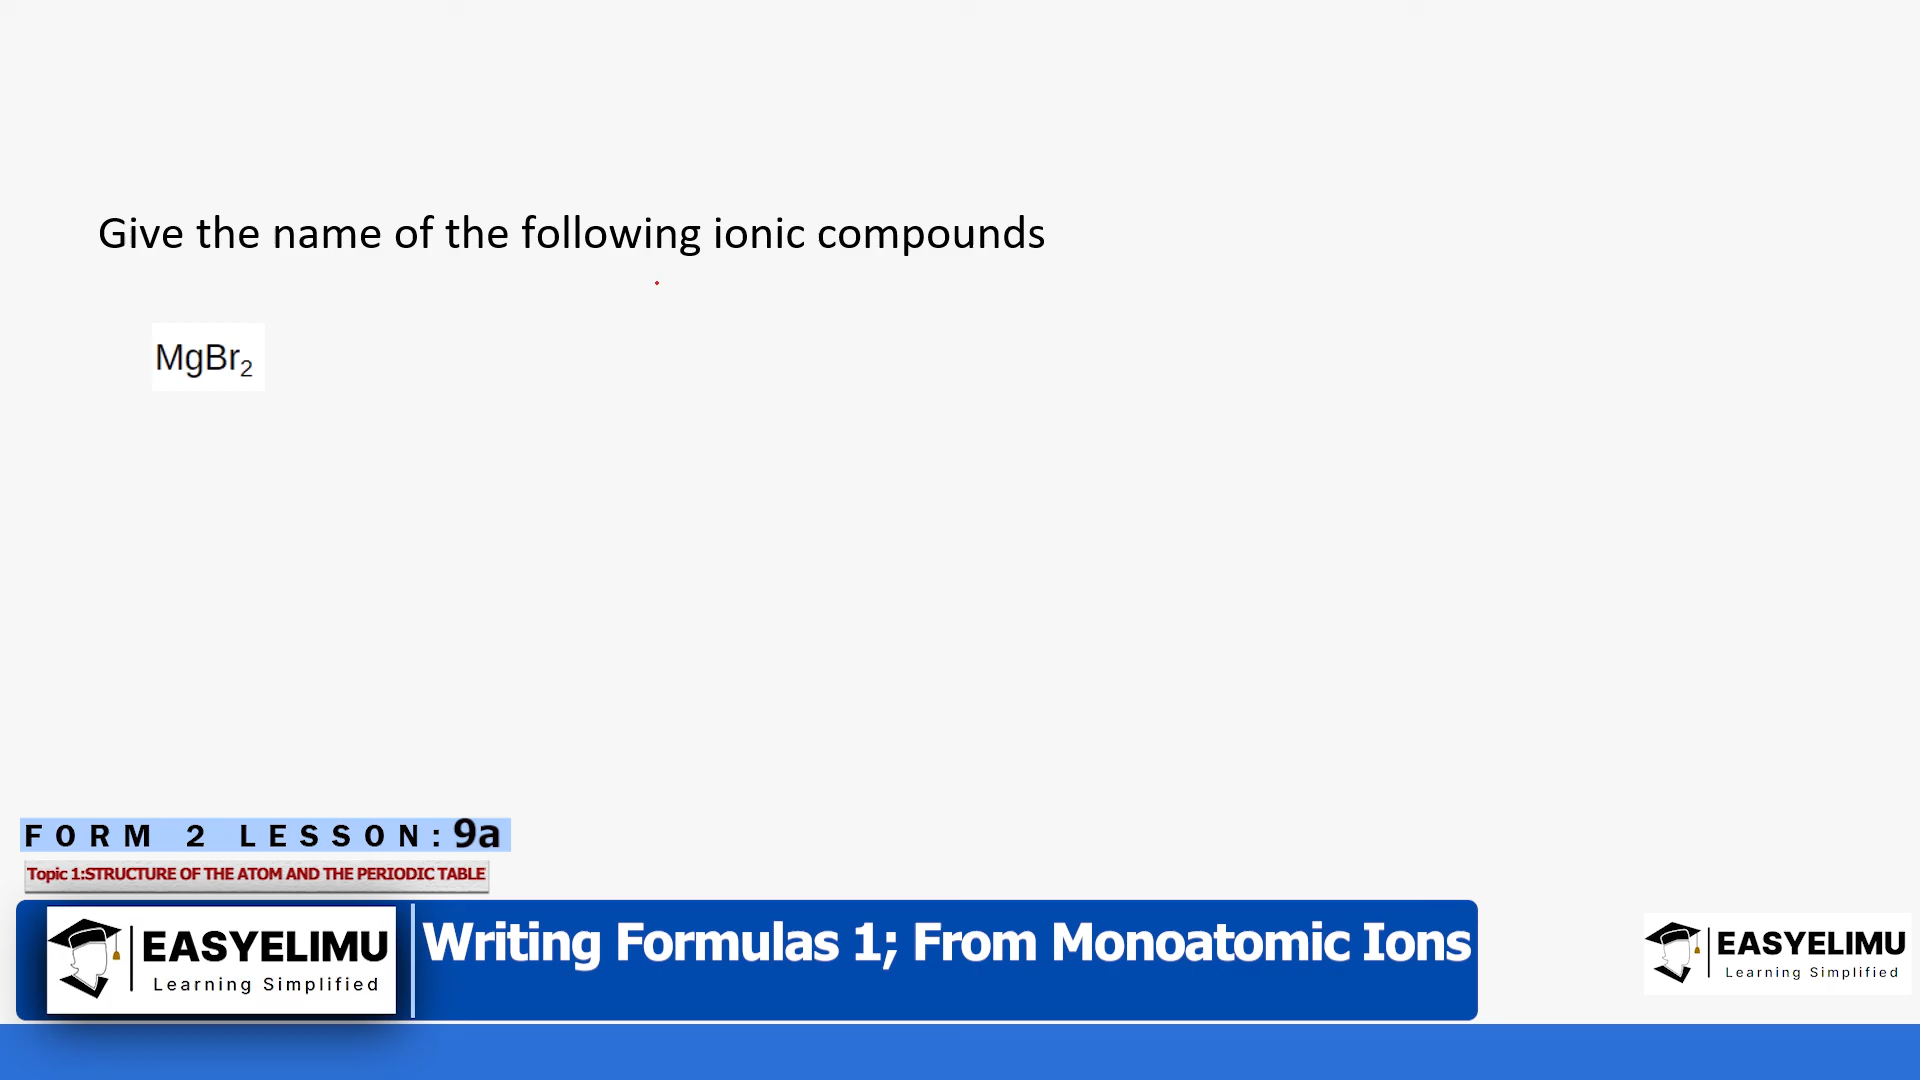 Give the name of the following ionic compounds
MgBr₂
FORM 2 LESSON: 9a
Topic 1:STRUCTURE OF THE ATOM AND THE PERIODIC TABLE
EASYELIMU
Learning Simplified
Writing Formulas 1; From Monoatomic Ions
EASYELIMU
Learning Simplified